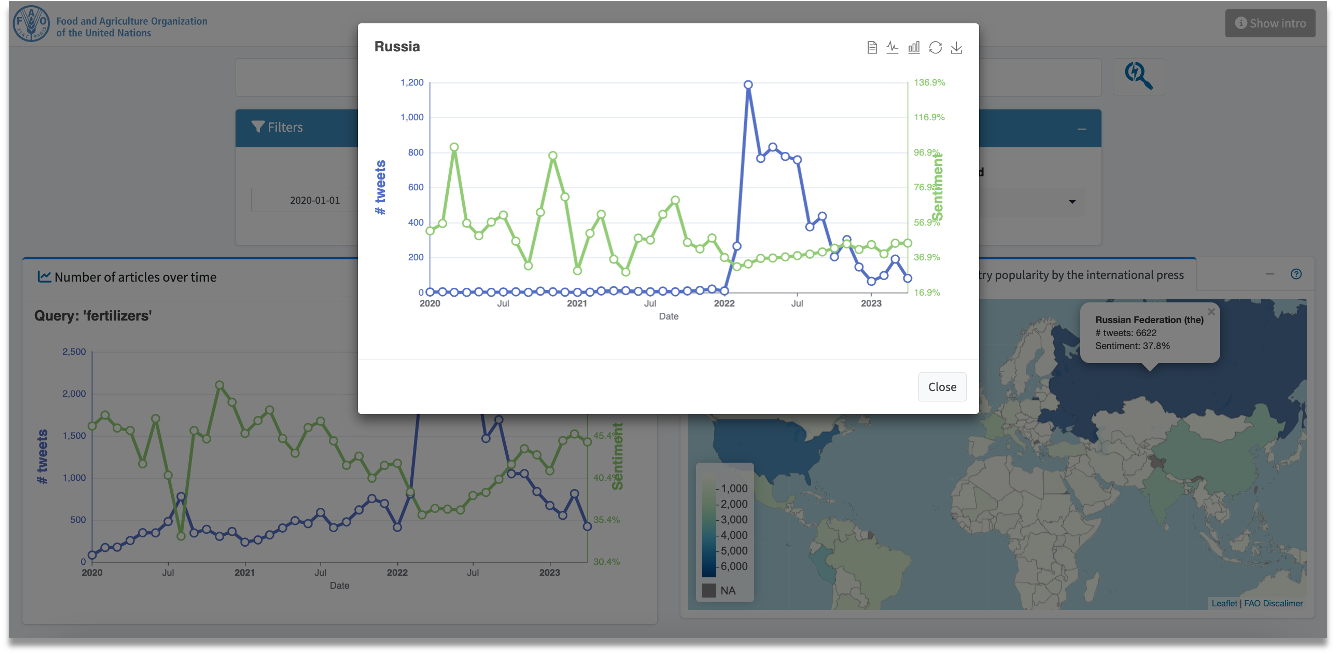 Food and Agriculture Organization
of the United Nations
Show intro
Filters
2020-01-01
d
Russia
1,200
1,000
800
600
400
200
0
# tweets
136.9%
116.9%
96.9%
76.9%
56.9%
36.9%
16.9%
Sentiment
2020
Jul
2021
Jul
2022
Jul
2023
Date
Close
Number of articles over time
Query: 'fertilizers'
2,500
2,000
1,500
1,000
500
0
# tweets
45.4%
40.4%
35.4%
30.4%
Sentiment
2020
Jul
2021
Jul
2022
Jul
2023
Date
try popularity by the international press
Russian Federation (the)
# tweets: 6622
Sentiment: 37.8%
1,000
2,000
3,000
4,000
5,000
6,000
NA
Leaflet | FAO Discalimer